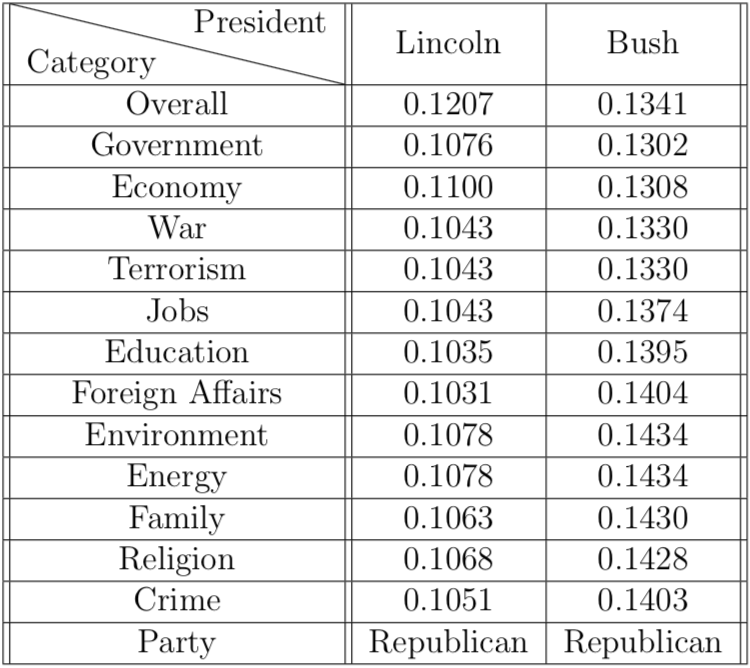 President
Category
Lincoln Bush
Overall 0.1207 0.1341
Government 0.1076 0.1302
Economy 0.1100 0.1308
War 0.1043 0.1330
Terrorism 0.1043 0.1330
Jobs 0.1043 0.1374
Education 0.1035 0.1395
Foreign Affairs 0.1031 0.1404
Environment 0.1078 0.1434
Energy 0.1078 0.1434
Family 0.1063 0.1430
Religion 0.1068 0.1428
Crime 0.1051 0.1403
Party Republican Republican